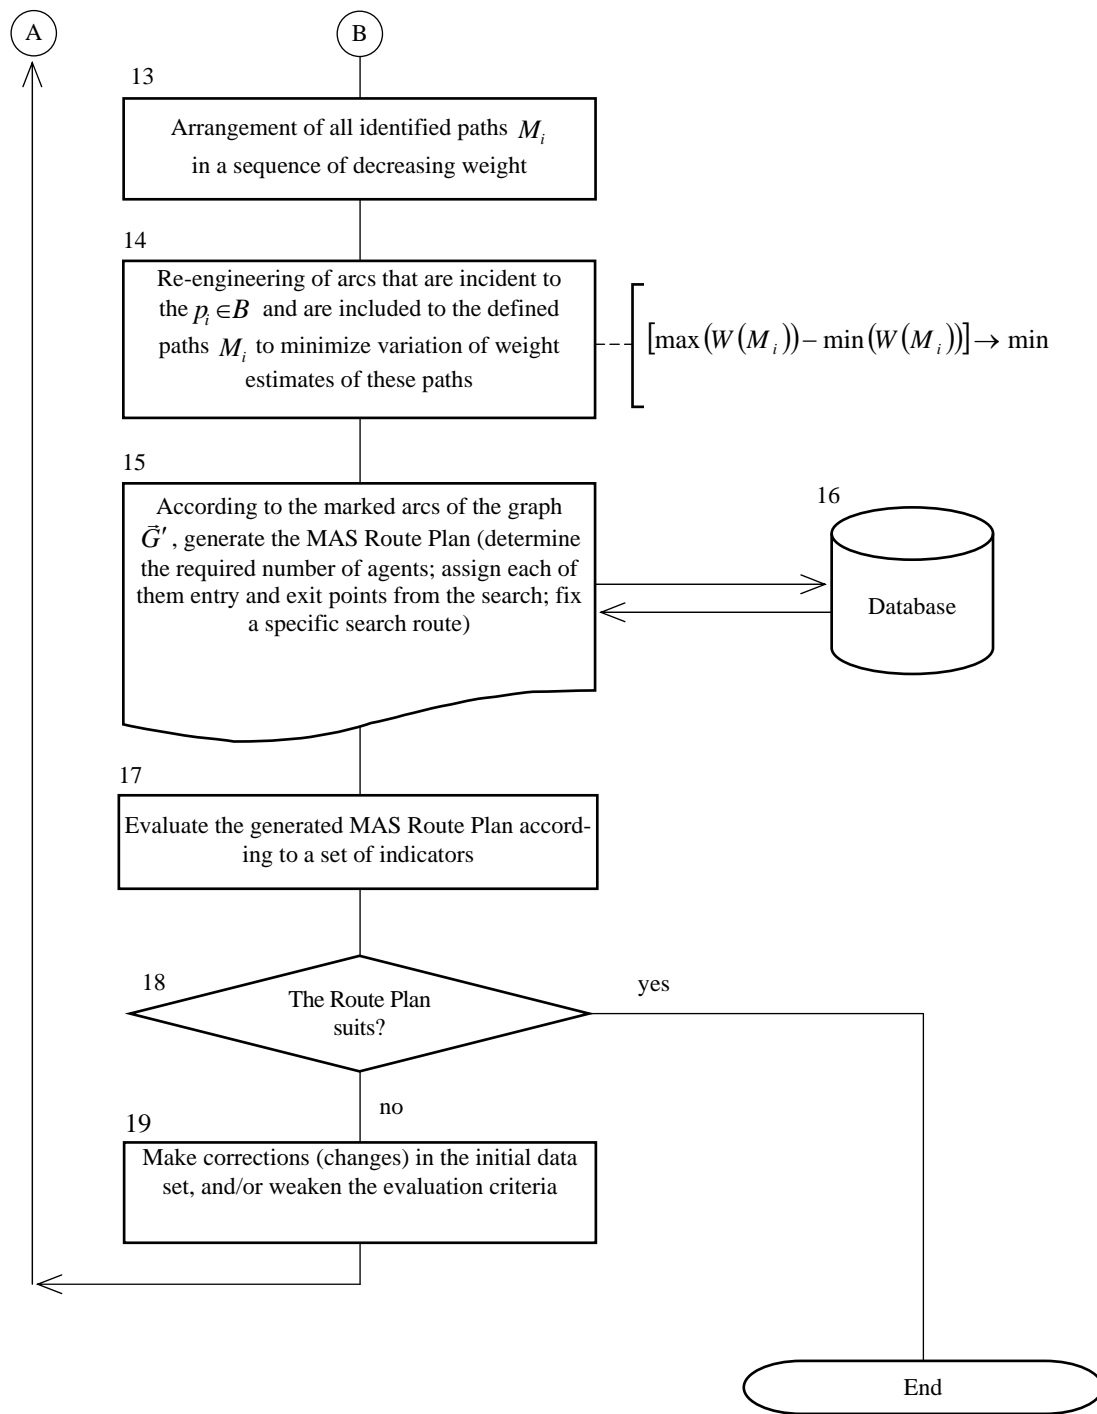 A
B
13
Arrangement of all identified paths M_i
in a sequence of decreasing weight
14
Re-engineering of arcs that are incident to
the p_i ∈ B and are included to the defined
paths M_i to minimize variation of weight
estimates of these paths
[max(W(M_i)) − min(W(M_i))] → min
15
According to the marked arcs of the graph
G⃗′, generate the MAS Route Plan (determine
the required number of agents; assign each of
them entry and exit points from the search; fix
a specific search route)
16
Database
17
Evaluate the generated MAS Route Plan accord-
ing to a set of indicators
18
The Route Plan
suits?
yes
no
19
Make corrections (changes) in the initial data
set, and/or weaken the evaluation criteria
End